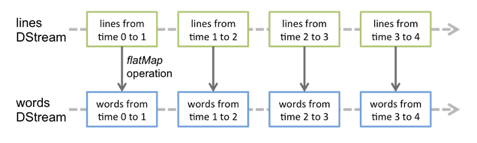 lines
DStream
lines from
time 0 to 1
lines from
time 1 to 2
lines from
time 2 to 3
lines from
time 3 to 4
flatMap
operation
words
DStream
words from
time 0 to 1
words from
time 1 to 2
words from
time 2 to 3
words from
time 3 to 4